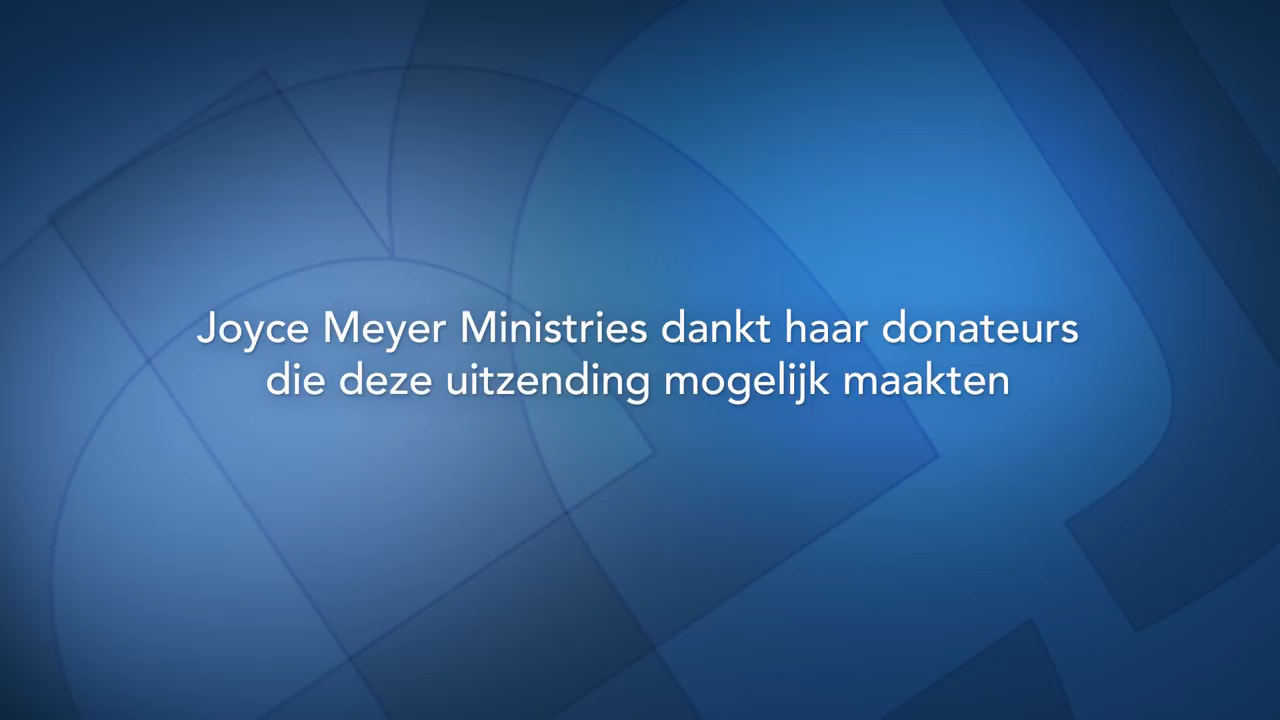 Joyce Meyer Ministries dankt haar donateurs
die deze uitzending mogelijk maakten